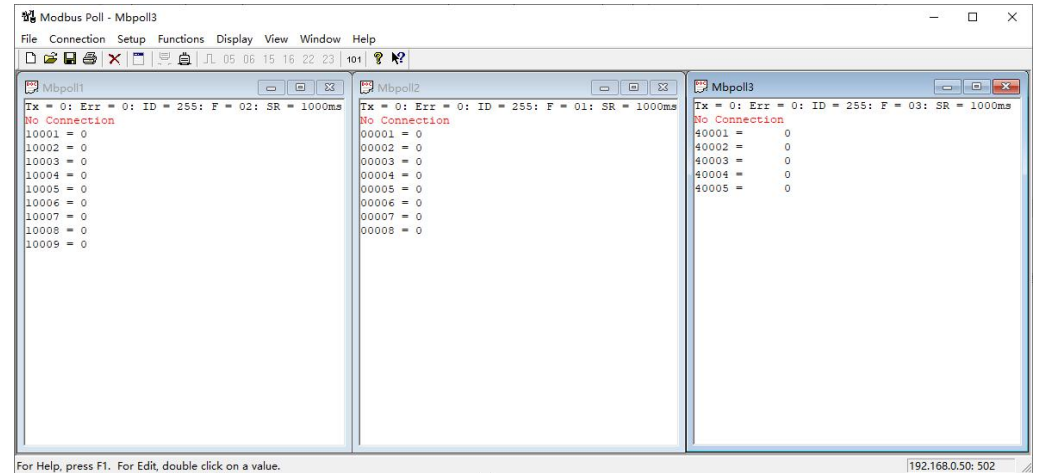 Modbus Poll - Mbpoll3
File Connection Setup Functions Display View Window Help
05 06 15 16 22 23 101
Mbpoll1
Tx = 0: Err = 0: ID = 255: F = 02: SR = 1000ms
No Connection
10001 = 0
10002 = 0
10003 = 0
10004 = 0
10005 = 0
10006 = 0
10007 = 0
10008 = 0
10009 = 0
Mbpoll2
Tx = 0: Err = 0: ID = 255: F = 01: SR = 1000ms
No Connection
00001 = 0
00002 = 0
00003 = 0
00004 = 0
00005 = 0
00006 = 0
00007 = 0
00008 = 0
Mbpoll3
Tx = 0: Err = 0: ID = 255: F = 03: SR = 1000ms
No Connection
40001 = 0
40002 = 0
40003 = 0
40004 = 0
40005 = 0
For Help, press F1. For Edit, double click on a value.
192.168.0.50: 502